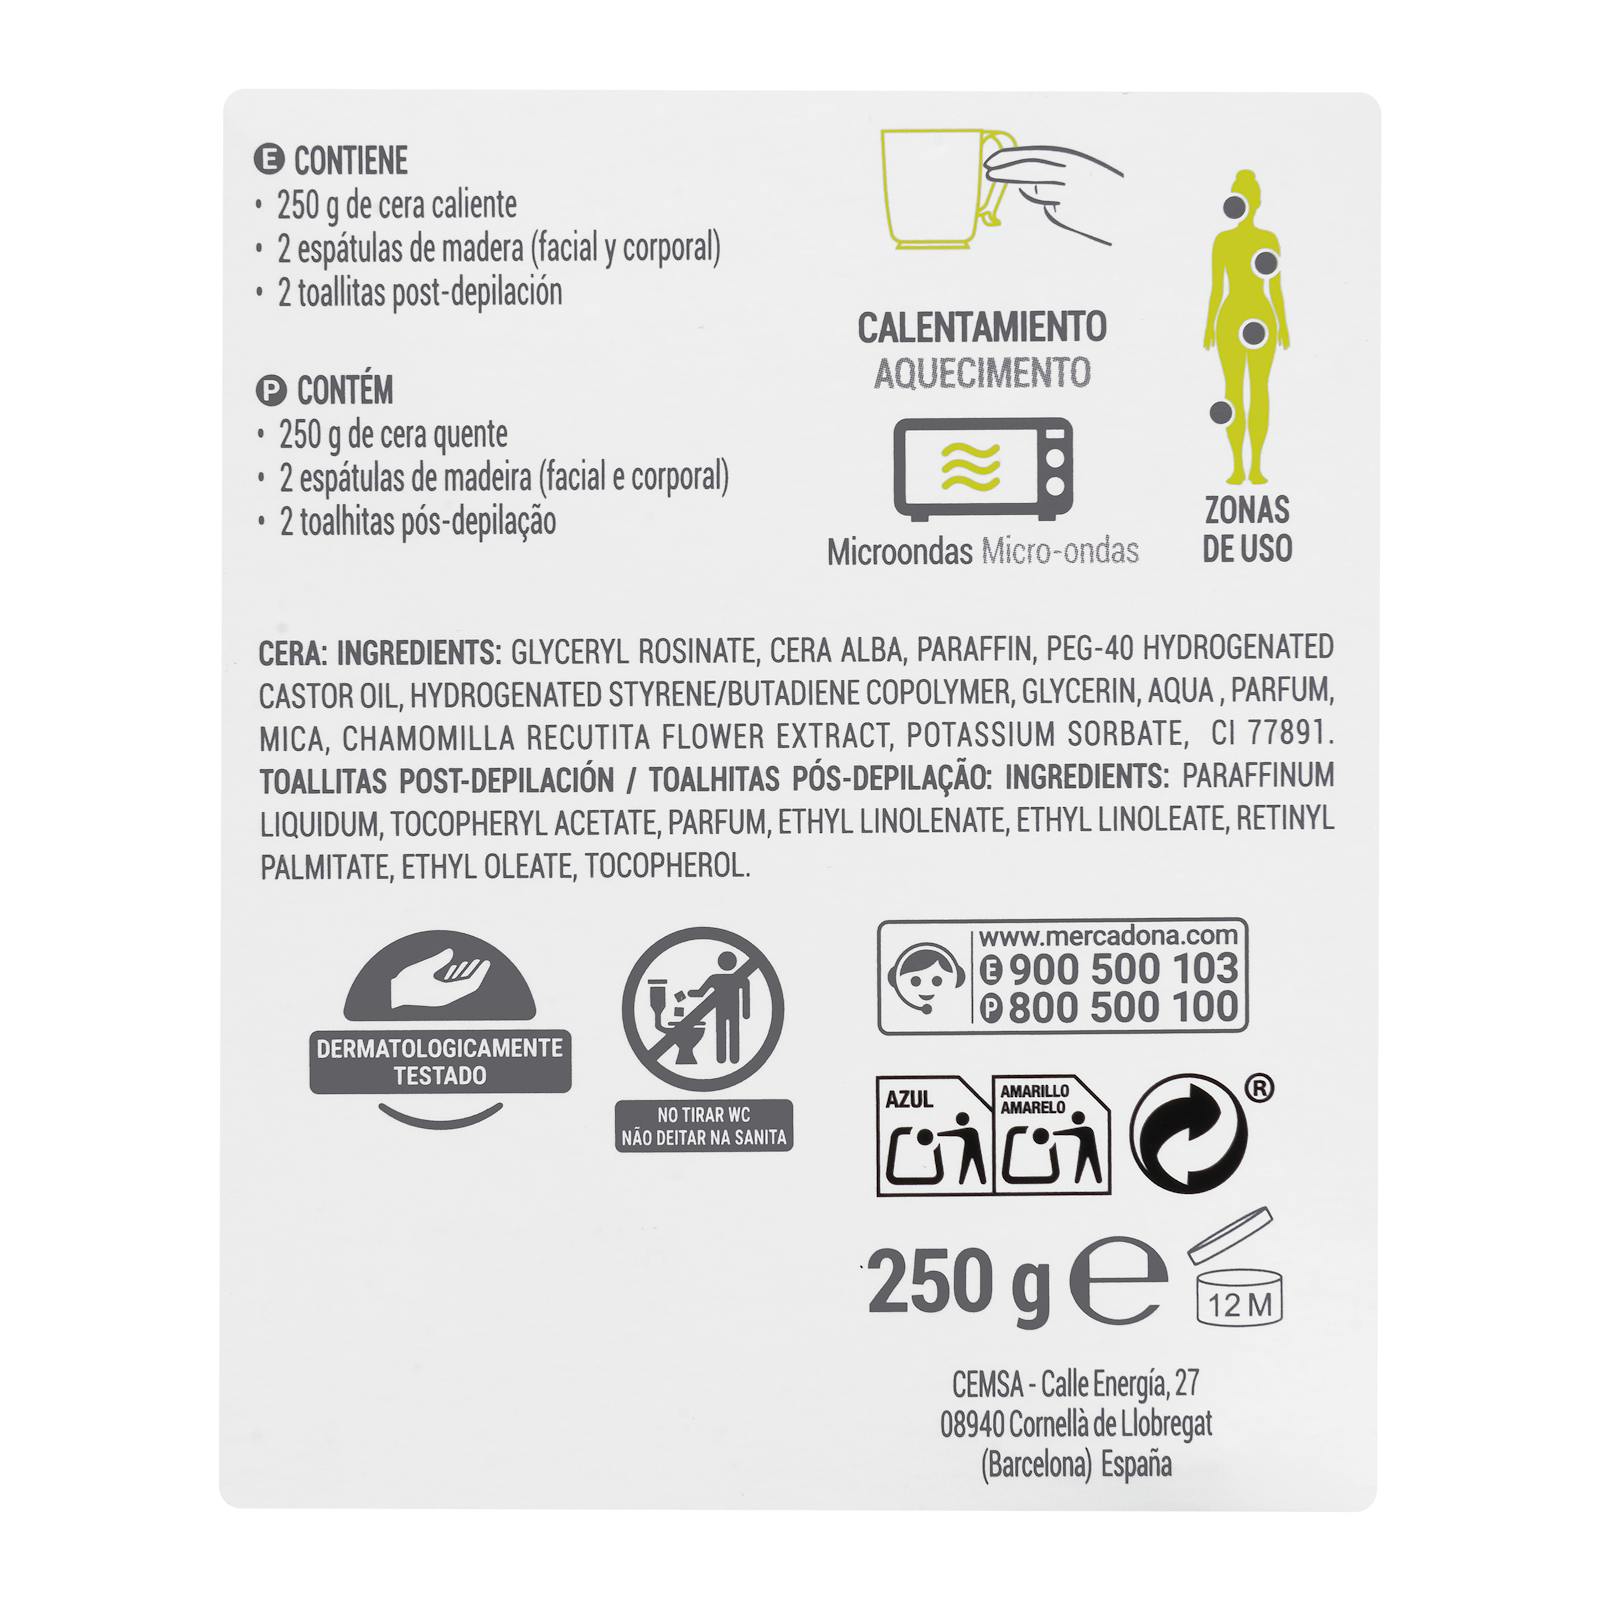 E CONTIENE
• 250 g de cera caliente
• 2 espátulas de madera (facial y corporal)
• 2 toallitas post-depilación
P CONTÉM
• 250 g de cera quente
• 2 espátulas de madeira (facial e corporal)
• 2 toalhitas pós-depilação
CALENTAMIENTO
AQUECIMENTO
Microondas Micro-ondas
ZONAS
DE USO
CERA: INGREDIENTS: GLYCERYL ROSINATE, CERA ALBA, PARAFFIN, PEG-40 HYDROGENATED
CASTOR OIL, HYDROGENATED STYRENE/BUTADIENE COPOLYMER, GLYCERIN, AQUA , PARFUM,
MICA, CHAMOMILLA RECUTITA FLOWER EXTRACT, POTASSIUM SORBATE, CI 77891.
TOALLITAS POST-DEPILACIÓN / TOALHITAS PÓS-DEPILAÇÃO: INGREDIENTS: PARAFFINUM
LIQUIDUM, TOCOPHERYL ACETATE, PARFUM, ETHYL LINOLENATE, ETHYL LINOLEATE, RETINYL
PALMITATE, ETHYL OLEATE, TOCOPHEROL.
DERMATOLOGICAMENTE
TESTADO
NO TIRAR WC
NÃO DEITAR NA SANITA
www.mercadona.com
E 900 500 103
P 800 500 100
AZUL
AMARILLO
AMARELO
®
250 g e
12 M
CEMSA - Calle Energía, 27
08940 Cornellà de Llobregat
(Barcelona) España